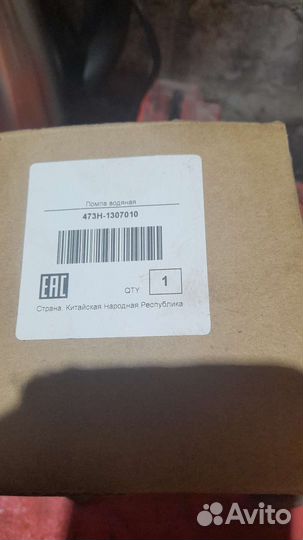 Помпа водяная
473H-1307010
EAC
QTY 1
Страна. Китайская Народная Республика
Avito